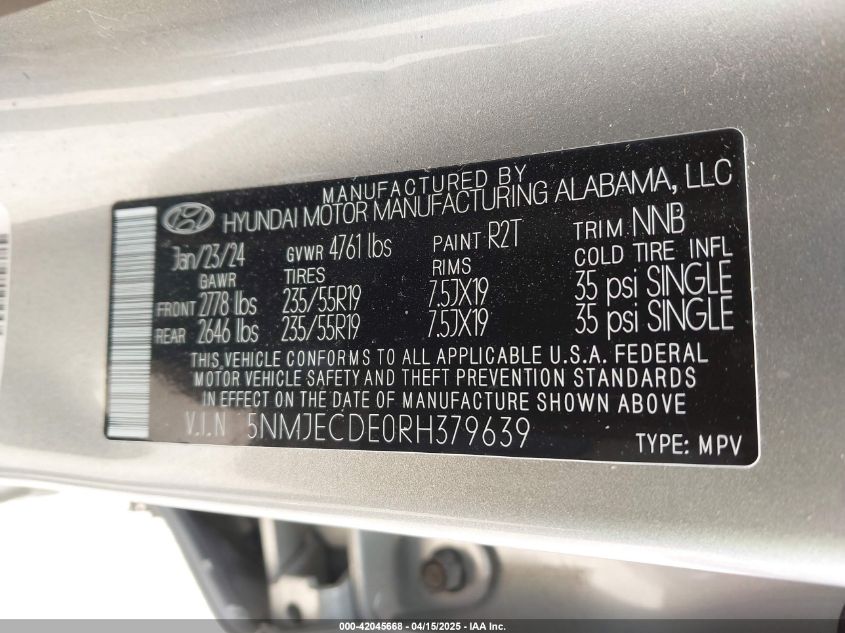 MANUFACTURED BY
HYUNDAI MOTOR MANUFACTURING ALABAMA, LLC
Jan/23/24 GVWR 4761 lbs PAINT R2T TRIM NNB
GAWR TIRES RIMS COLD TIRE INFL
FRONT 2778 lbs 235/55R19 7.5JX19 35 psi SINGLE
REAR 2646 lbs 235/55R19 7.5JX19 35 psi SINGLE
THIS VEHICLE CONFORMS TO ALL APPLICABLE U.S.A. FEDERAL
MOTOR VEHICLE SAFETY AND THEFT PREVENTION STANDARDS
IN EFFECT ON THE DATE OF MANUFACTURE SHOWN ABOVE
V.I.N 5NMJECDE0RH379639 TYPE: MPV
000-42045668 - 04/15/2025 - IAA Inc.